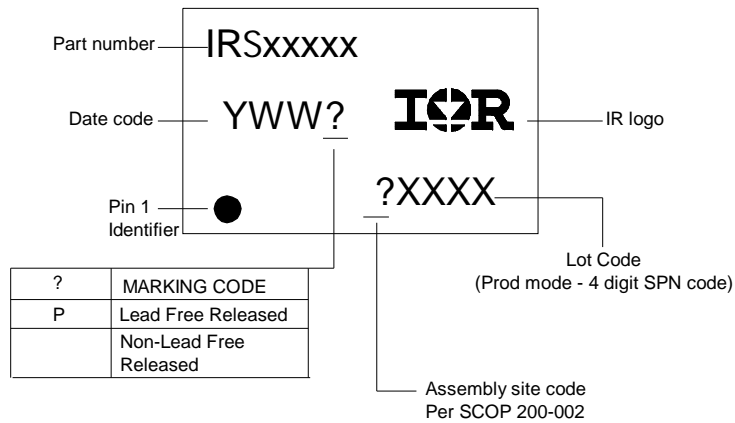 Part number
IRSxxxxx
Date code
YWW?
IOR
IR logo
?XXXX
Pin 1
Identifier
Lot Code
(Prod mode - 4 digit SPN code)
? MARKING CODE
P Lead Free Released
Non-Lead Free
Released
Assembly site code
Per SCOP 200-002